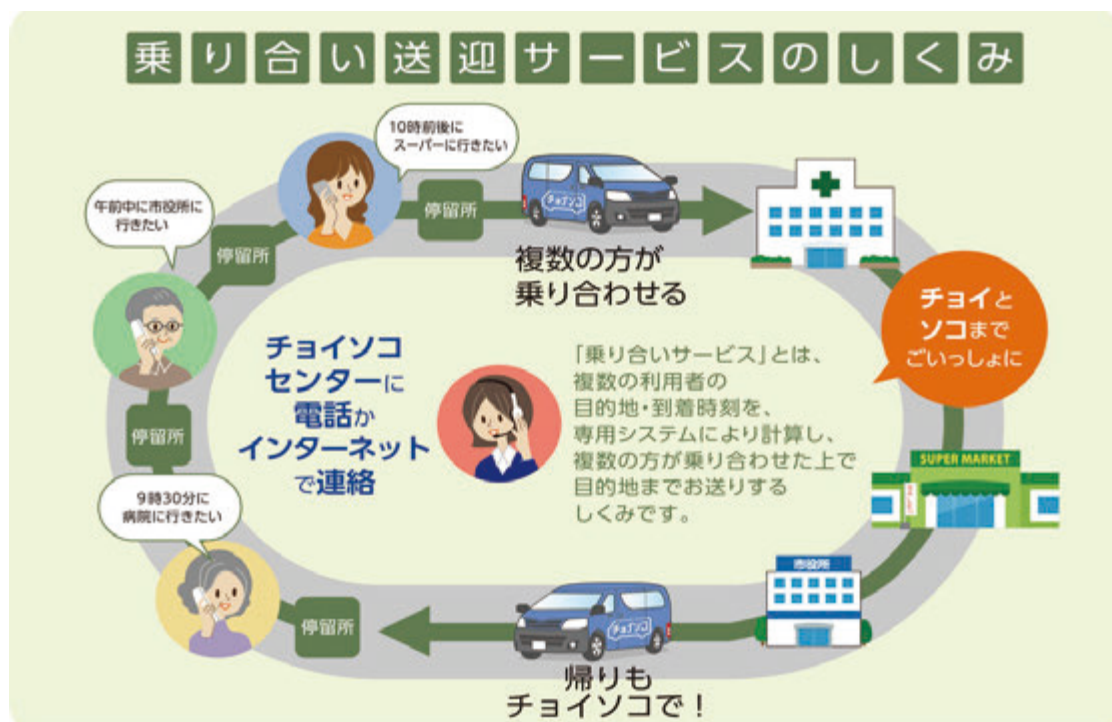 乗り合い送迎サービスのしくみ
10時前後に
スーパーに行きたい
午前中に市役所に
行きたい
停留所
停留所
チョイソコ
複数の方が
乗り合わせる
チョイと
ソコまで
ごいっしょに
チョイソコ
センターに
電話か
インターネット
で連絡
「乗り合いサービス」とは、
複数の利用者の
目的地・到着時刻を、
専用システムにより計算し、
複数の方が乗り合わせた上で
目的地までお送りする
しくみです。
停留所
SUPER MARKET
9時30分に
病院に行きたい
市役所
停留所
チョイソコ
帰りも
チョイソコで！